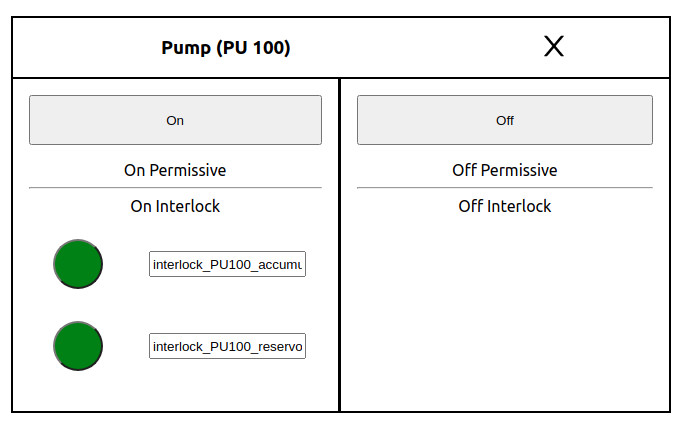 Pump (PU 100)
X
On
Off
On Permissive
Off Permissive
On Interlock
Off Interlock
interlock_PU100_accumu
interlock_PU100_reservo